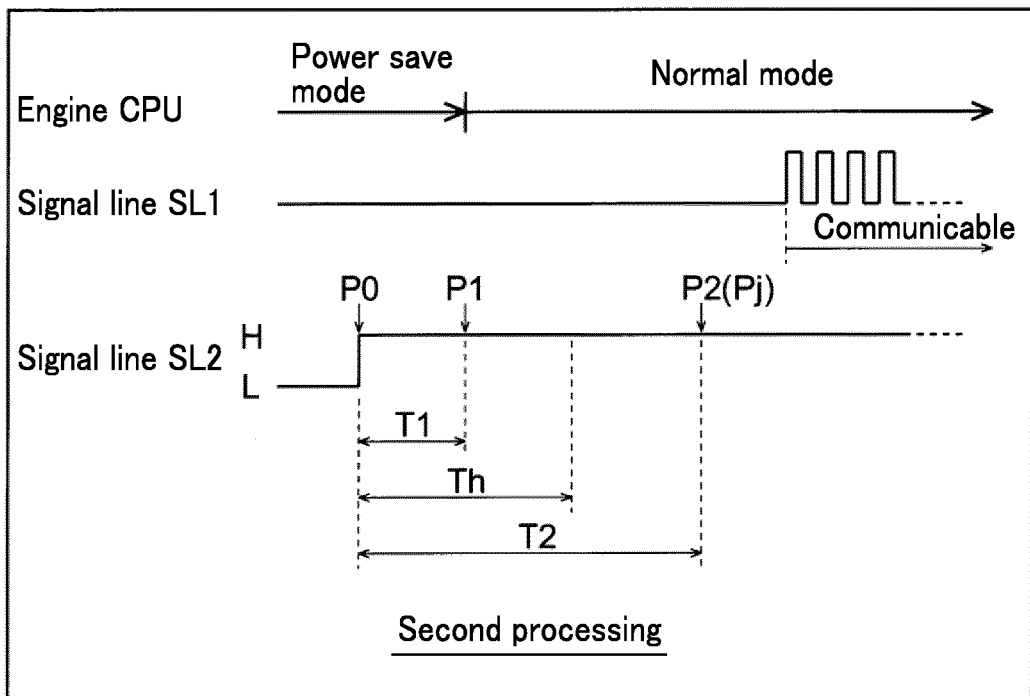 Power save
mode
Normal mode
Engine CPU
Signal line SL1
Communicable
P0
P1
P2(Pj)
H
Signal line SL2
L
T1
Th
T2
Second processing